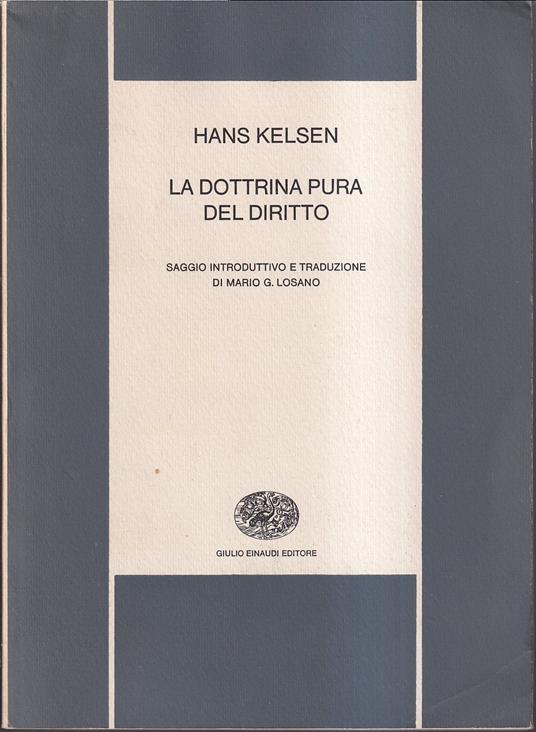 HANS KELSEN
LA DOTTRINA PURA
DEL DIRITTO
SAGGIO INTRODUTTIVO E TRADUZIONE
DI MARIO G. LOSANO
GIULIO EINAUDI EDITORE